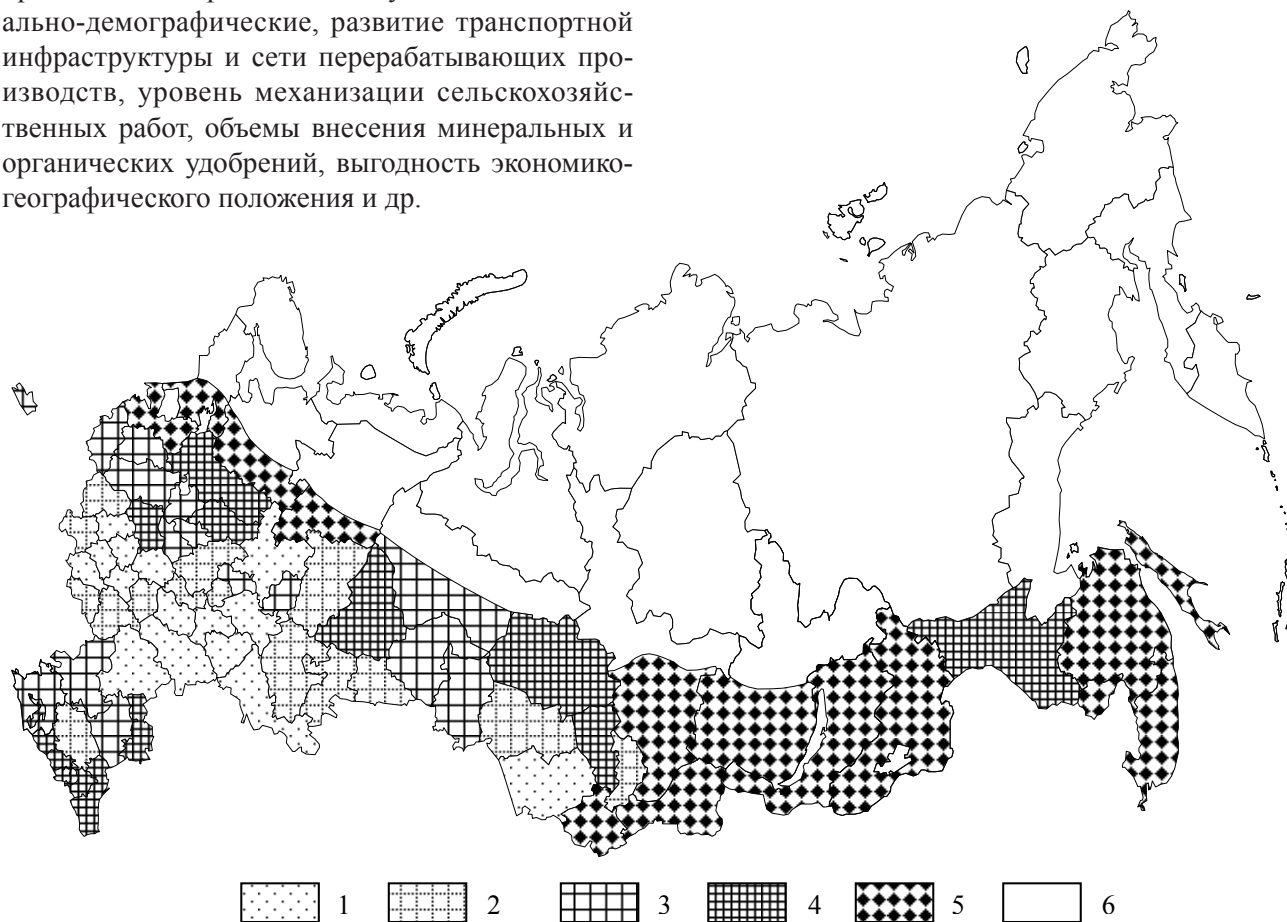 ально-демографические, развитие транспортной
инфраструктуры и сети перерабатывающих про-
изводств, уровень механизации сельскохозяйс-
твенных работ, объемы внесения минеральных и
органических удобрений, выгодность экономико-
географического положения и др.
1 2 3 4 5 6